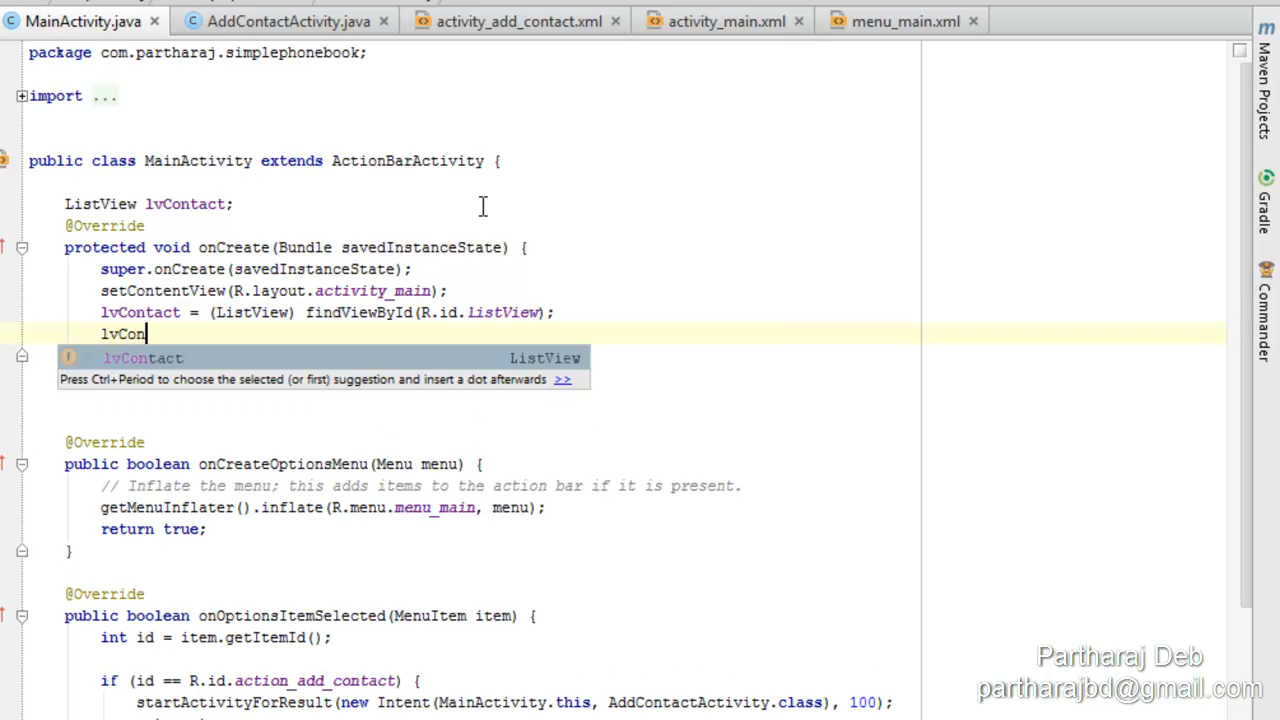 MainActivity.java AddContactActivity.java activity_add_contact.xml activity_main.xml menu_main.xml
package com.partharaj.simplephonebook;
import ...
public class MainActivity extends ActionBarActivity {
ListView lvContact;
@Override
protected void onCreate(Bundle savedInstanceState) {
super.onCreate(savedInstanceState);
setContentView(R.layout.activity_main);
lvContact = (ListView) findViewById(R.id.listView);
lvCon
lvContact ListView
Press Ctrl+Period to choose the selected (or first) suggestion and insert a dot afterwards >>
@Override
public boolean onCreateOptionsMenu(Menu menu) {
// Inflate the menu; this adds items to the action bar if it is present.
getMenuInflater().inflate(R.menu.menu_main, menu);
return true;
}
@Override
public boolean onOptionsItemSelected(MenuItem item) {
int id = item.getItemId();
if (id == R.id.action_add_contact) {
startActivityForResult(new Intent(MainActivity.this, AddContactActivity.class), 100);
m Maven Projects
Gradle
Commander
Partharaj Deb
partharajbd@gmail.com